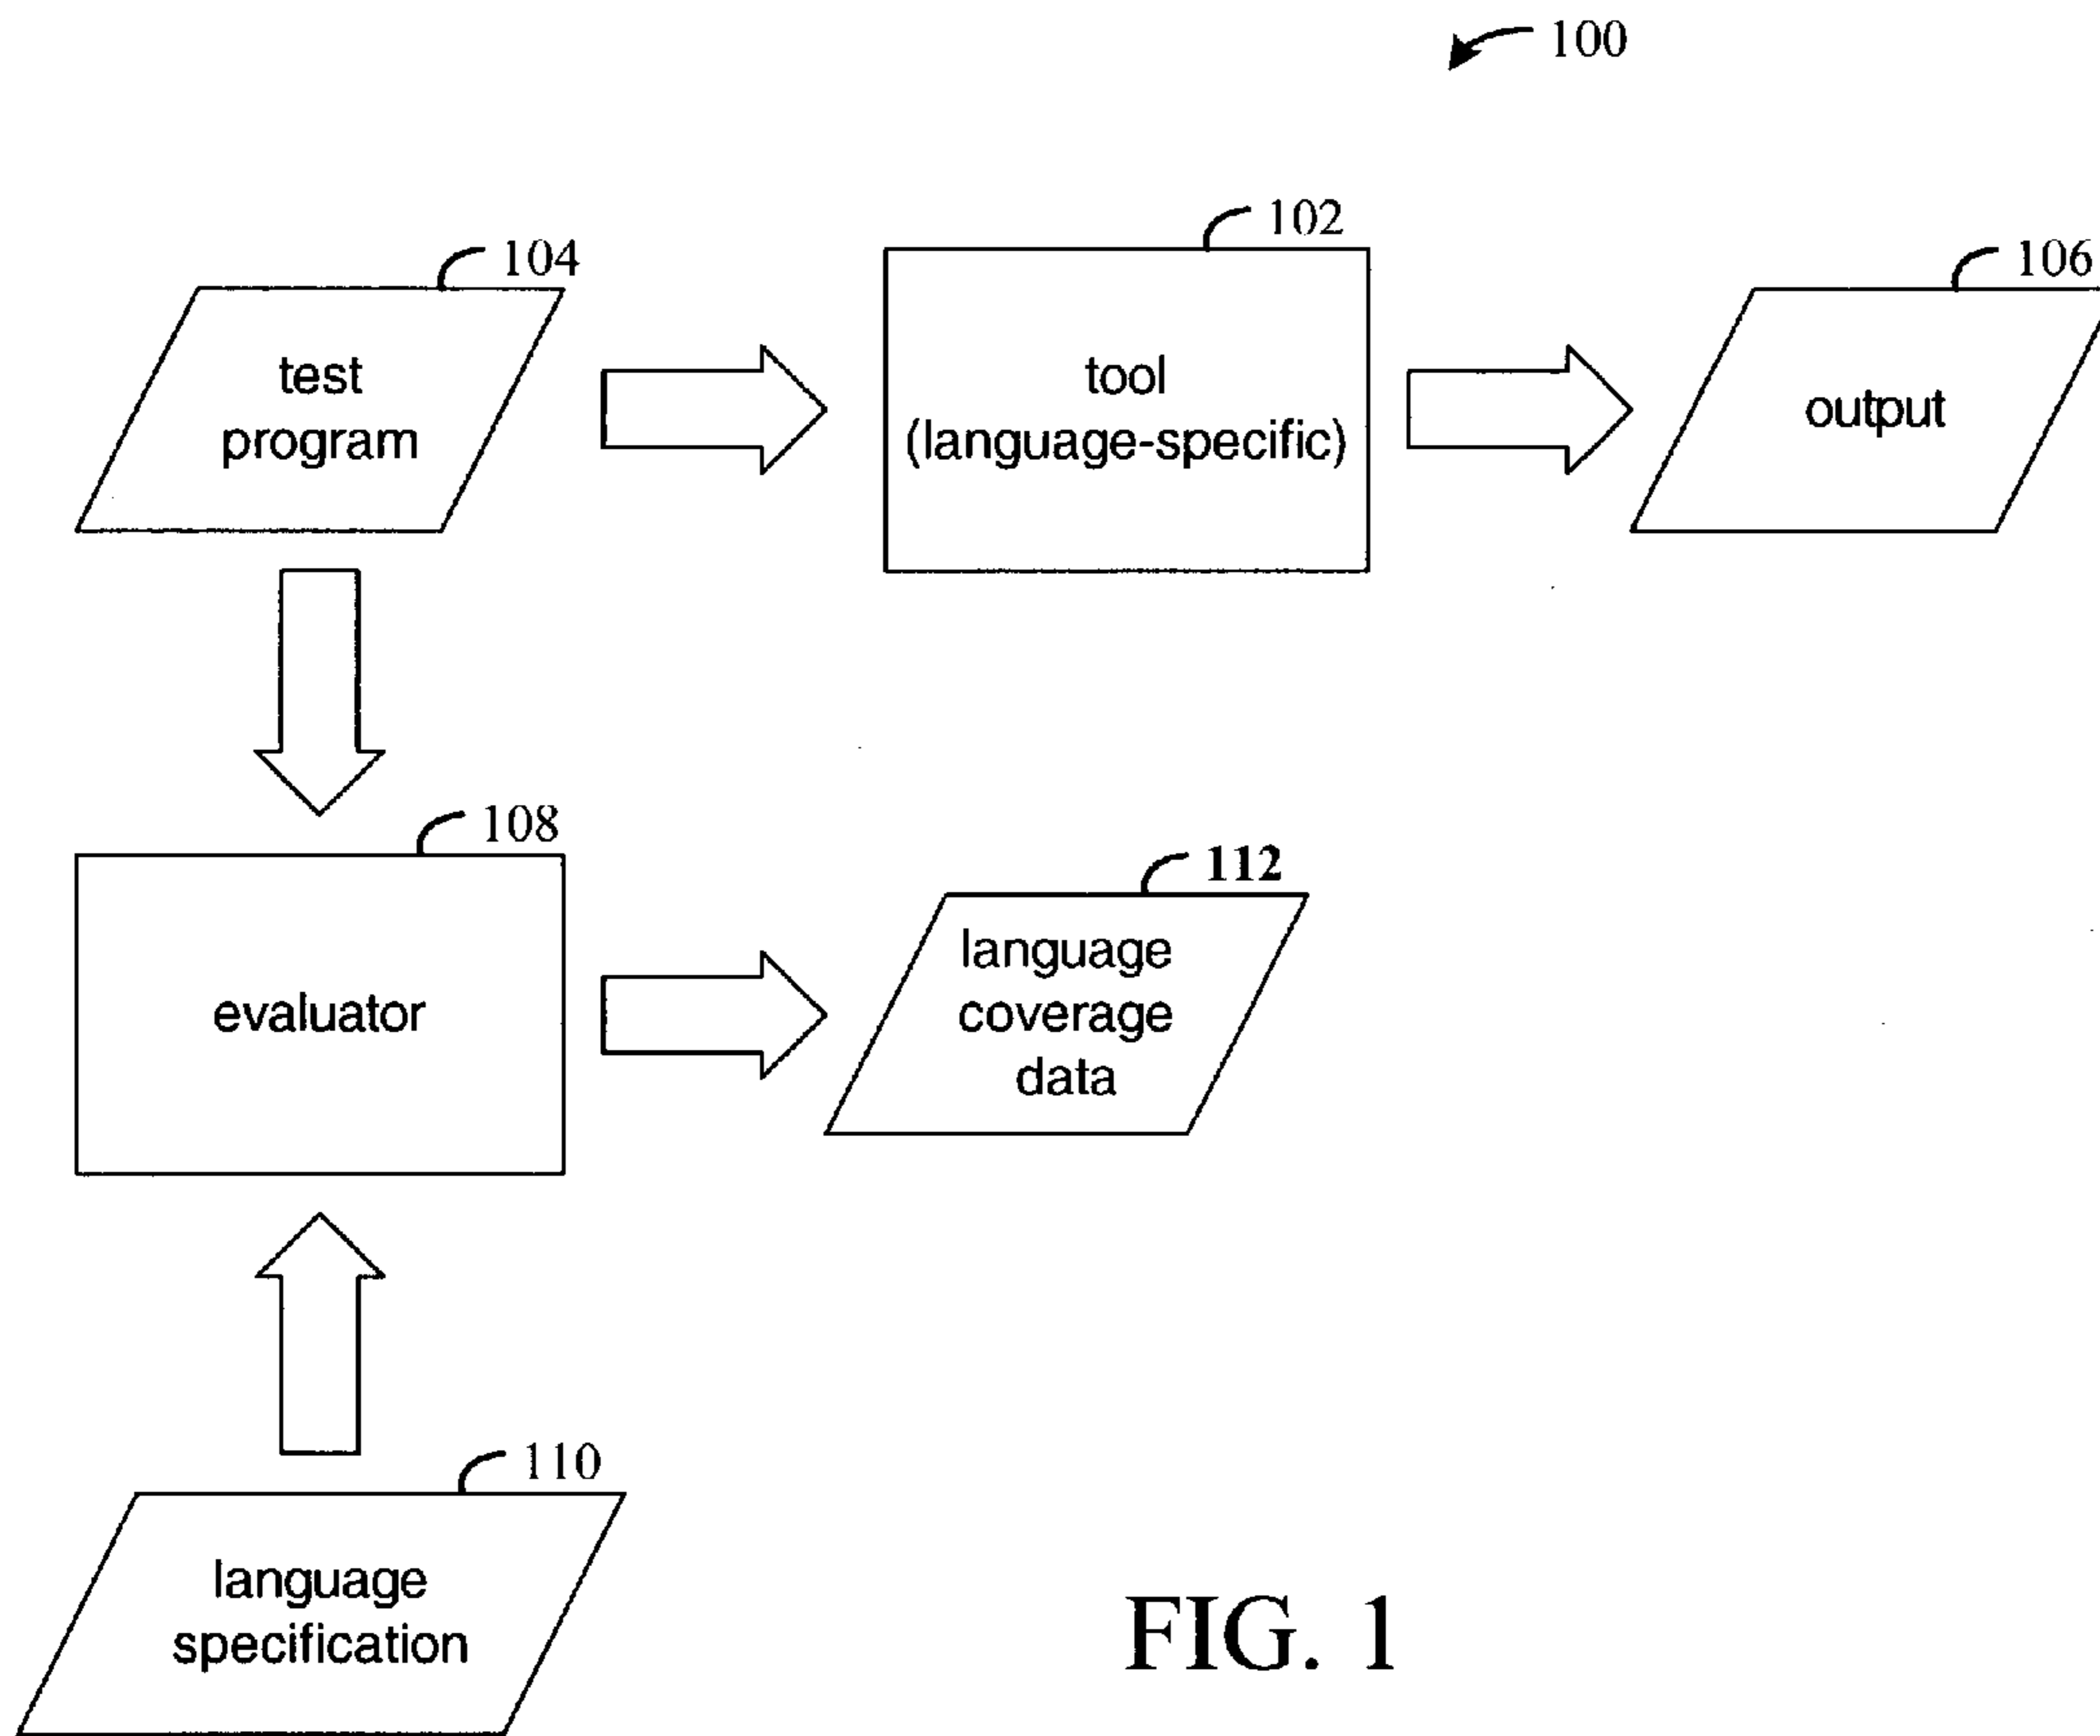 100
104
test
program
102
tool
(language-specific)
106
output
108
evaluator
112
language
coverage
data
110
language
specification
FIG. 1